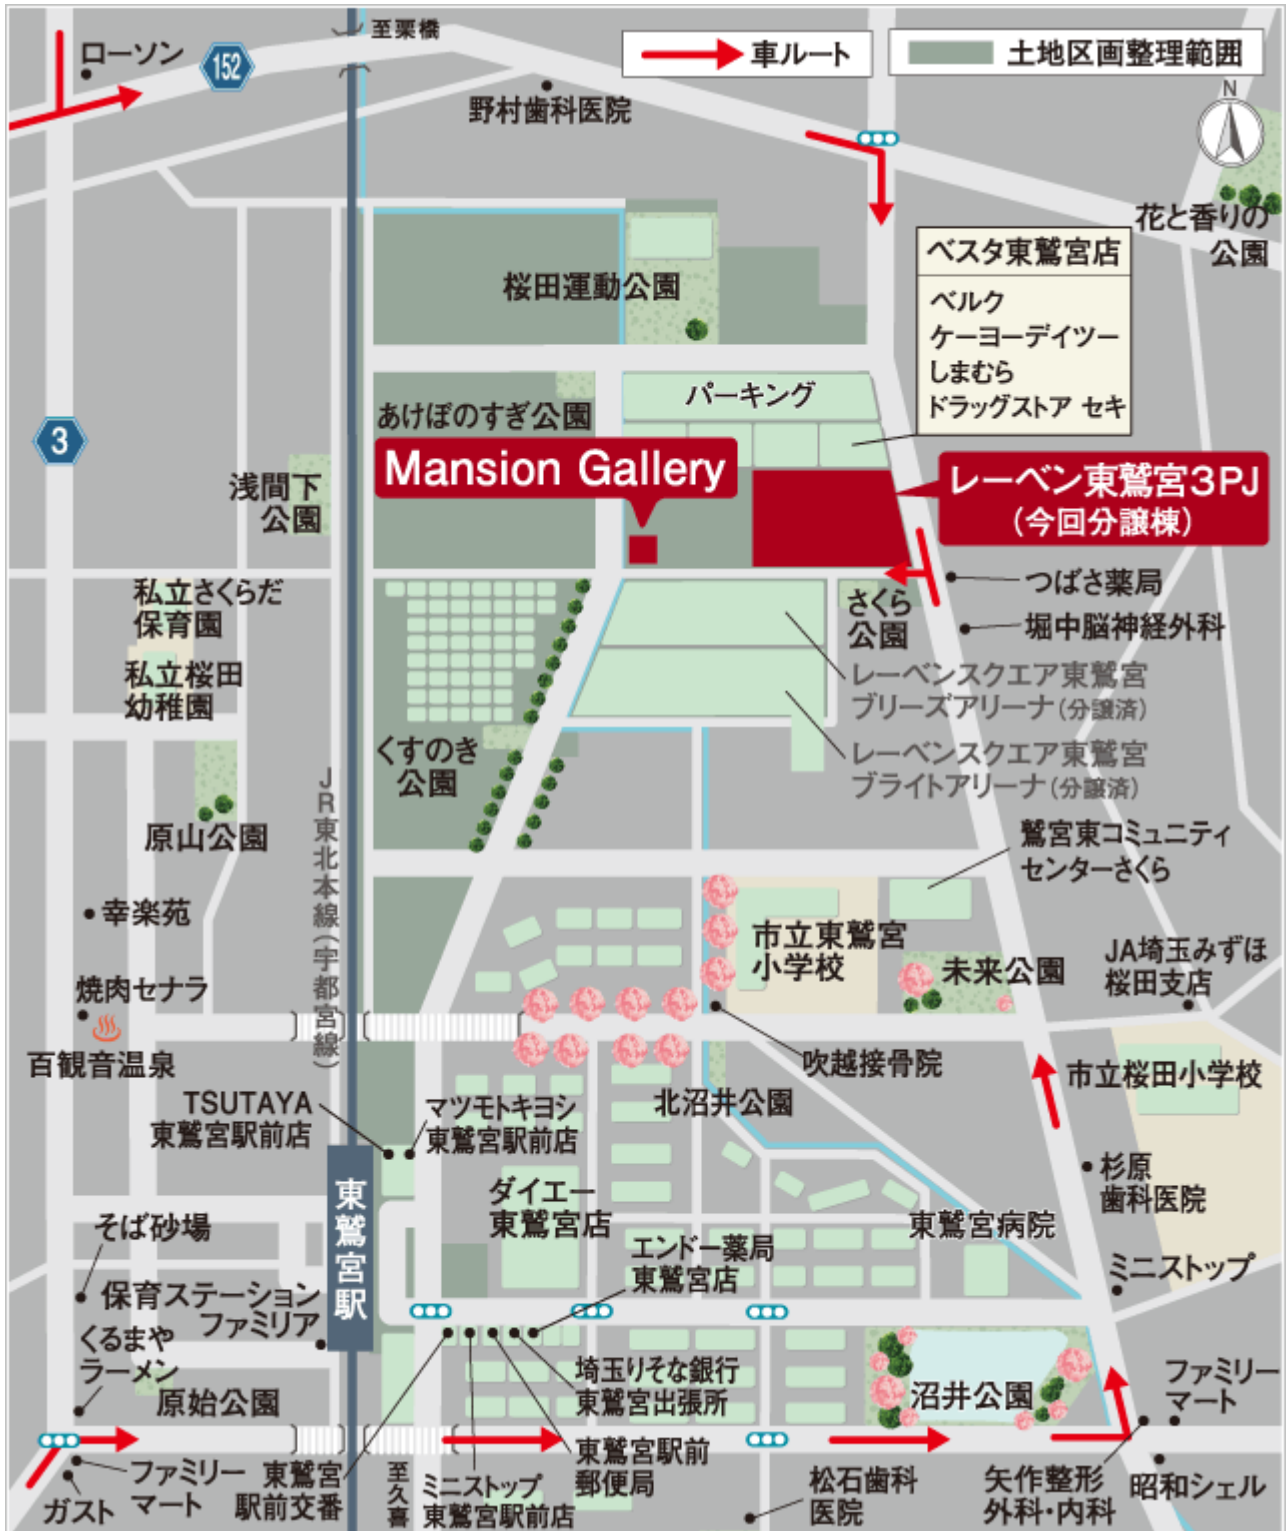 至栗橋
ローソン
152
車ルート
土地区画整理範囲
N
野村歯科医院
花と香りの
公園
ベスタ東鷲宮店
ベルク
ケーヨーデイツー
しまむら
ドラッグストア セキ
桜田運動公園
パーキング
あけぼのすぎ公園
3
Mansion Gallery
レーベン東鷲宮3PJ
(今回分譲棟)
浅間下
公園
つばさ薬局
堀中脳神経外科
さくら
公園
私立さくらだ
保育園
私立桜田
幼稚園
レーベンスクエア東鷲宮
ブリーズアリーナ(分譲済)
レーベンスクエア東鷲宮
ブライトアリーナ(分譲済)
くすのき
公園
JR東北本線(宇都宮線)
原山公園
鷲宮東コミュニティ
センターさくら
幸楽苑
市立東鷲宮
小学校
未来公園
JA埼玉みずほ
桜田支店
焼肉セナラ
百観音温泉
吹越接骨院
市立桜田小学校
北沼井公園
TSUTAYA
東鷲宮駅前店
マツモトキヨシ
東鷲宮駅前店
東鷲宮駅
ダイエー
東鷲宮店
杉原
歯科医院
東鷲宮病院
そば砂場
エンドー薬局
東鷲宮店
ミニストップ
保育ステーション
ファミリア
くるまや
ラーメン
原始公園
埼玉りそな銀行
東鷲宮出張所
沼井公園
ファミリー
マート
東鷲宮駅前
郵便局
ファミリー
マート
ガスト
東鷲宮
駅前交番
至久喜
ミニストップ
東鷲宮駅前店
松石歯科
医院
矢作整形
外科・内科
昭和シェル